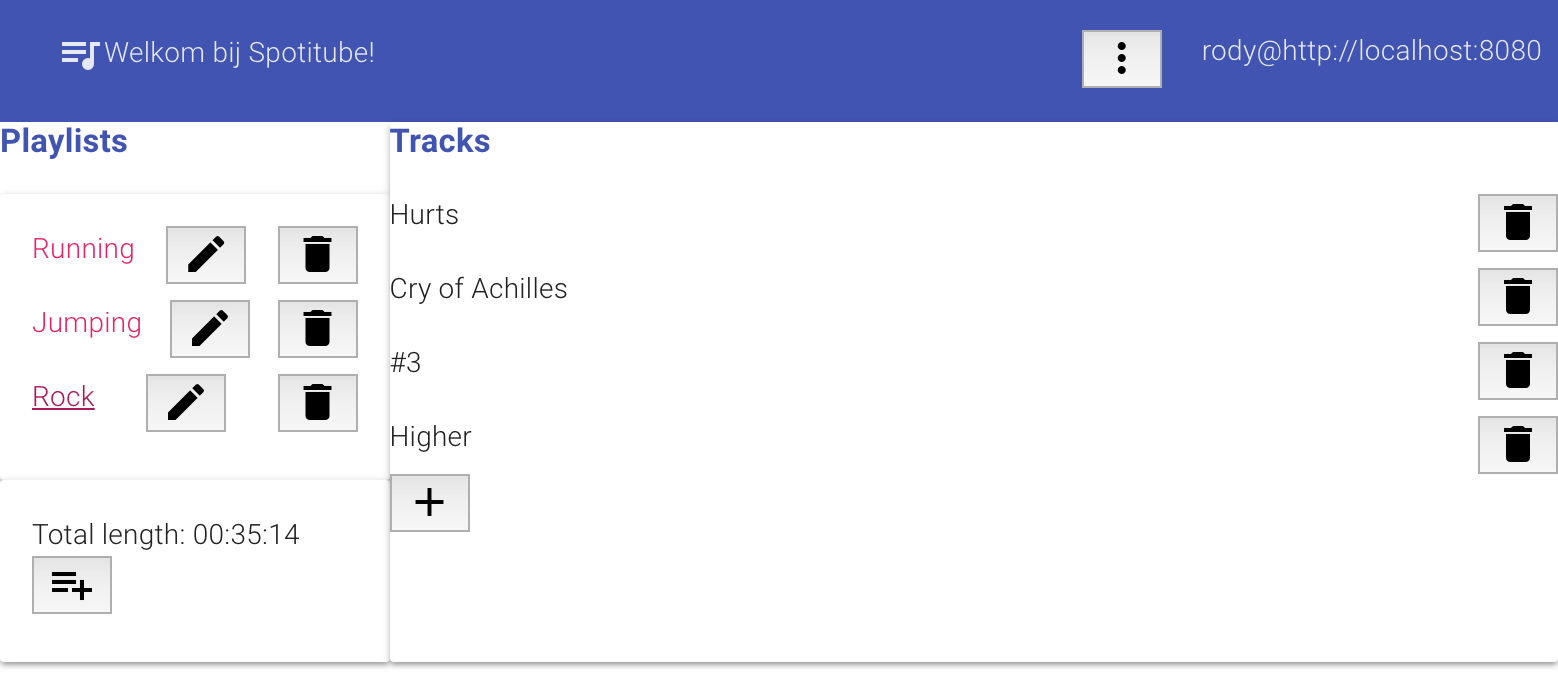 Welkom bij Spotitube!
rody@http://localhost:8080
Playlists
Running
Jumping
Rock
Total length: 00:35:14
Tracks
Hurts
Cry of Achilles
#3
Higher